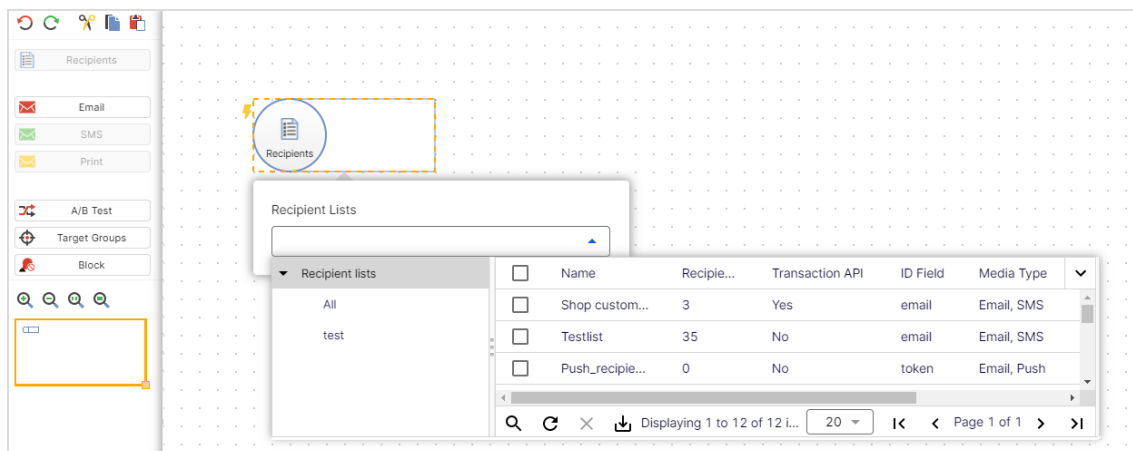 Recipients
Email
SMS
Print
A/B Test
Target Groups
Block
Recipients
Recipient Lists
Recipient lists
All
test
Name Recipie... Transaction API ID Field Media Type
Shop custom... 3 Yes email Email, SMS
Testlist 35 No email Email, SMS
Push_recipie... 0 No token Email, Push
Displaying 1 to 12 of 12 i... 20 Page 1 of 1